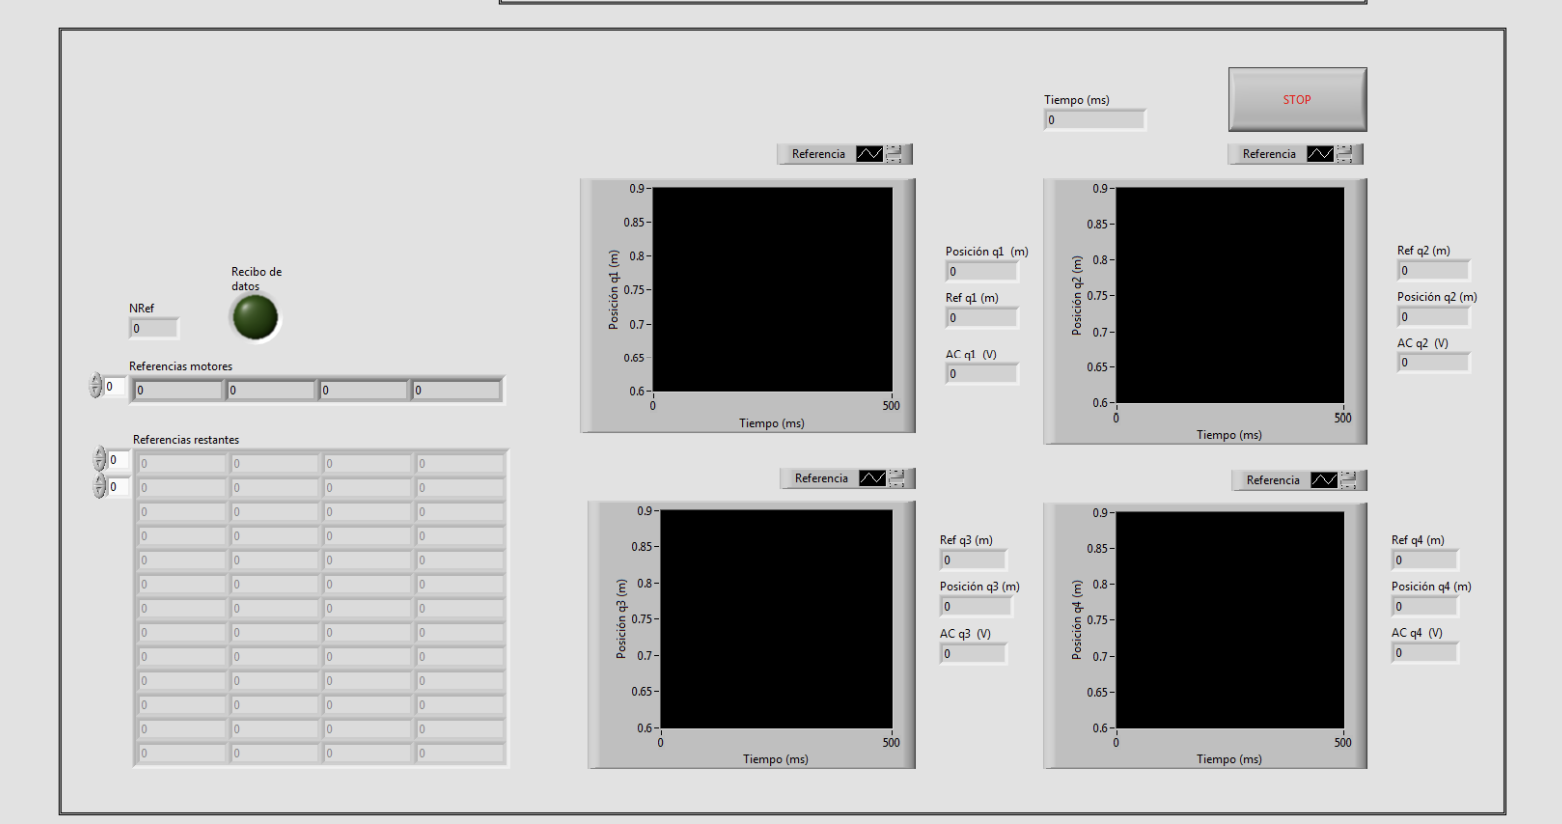 Tiempo (ms)
0
STOP
Referencia
Referencia
0.9
0.85
0.8
0.75
0.7
0.65
0.6
0
500
Posición q1 (m)
Tiempo (ms)
Posición q1 (m)
0
Ref q1 (m)
0
AC q1 (V)
0
0.9
0.85
0.8
0.75
0.7
0.65
0.6
0
500
Posición q2 (m)
Tiempo (ms)
Ref q2 (m)
0
Posición q2 (m)
0
AC q2 (V)
0
Recibo de
datos
NRef
0
Referencias motores
0 0 0 0 0
Referencias restantes
0 0 0 0 0
0 0 0 0 0
0 0 0 0
0 0 0 0
0 0 0 0
0 0 0 0
0 0 0 0
0 0 0 0
0 0 0 0
0 0 0 0
0 0 0 0
0 0 0 0
0 0 0 0
Referencia
0.9
0.85
0.8
0.75
0.7
0.65
0.6
0
500
Posición q3 (m)
Tiempo (ms)
Ref q3 (m)
0
Posición q3 (m)
0
AC q3 (V)
0
Referencia
0.9
0.85
0.8
0.75
0.7
0.65
0.6
0
500
Posición q4 (m)
Tiempo (ms)
Ref q4 (m)
0
Posición q4 (m)
0
AC q4 (V)
0